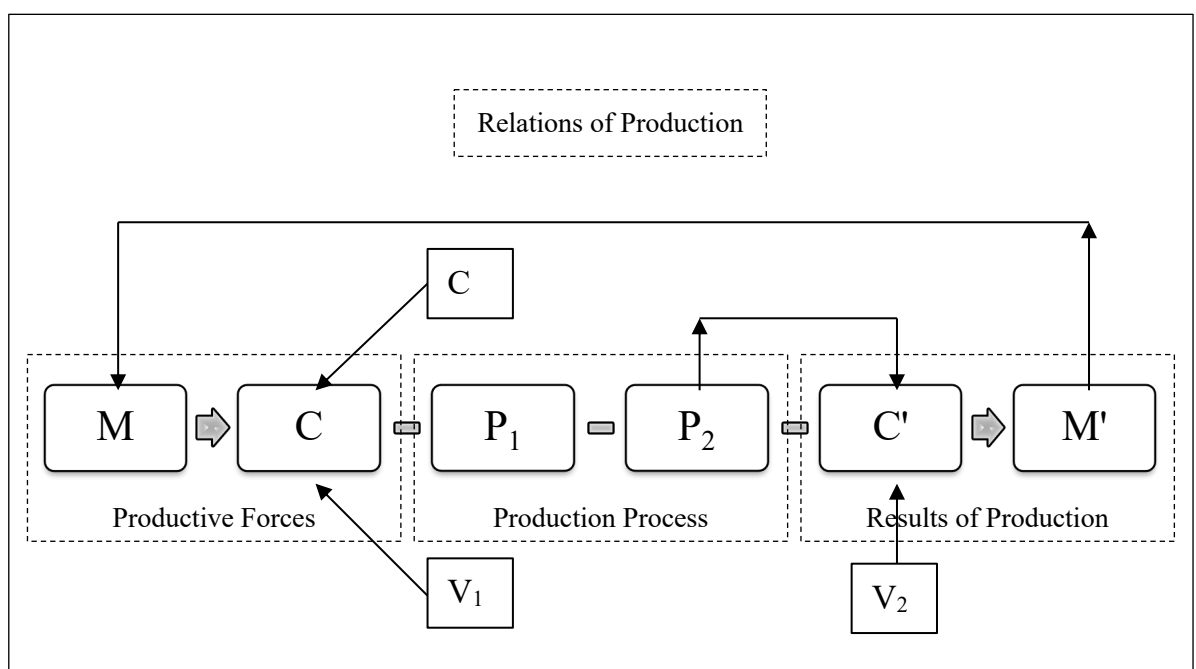 Relations of Production
C
M
C
P₁
P₂
C'
M'
Productive Forces
Production Process
Results of Production
V₁
V₂